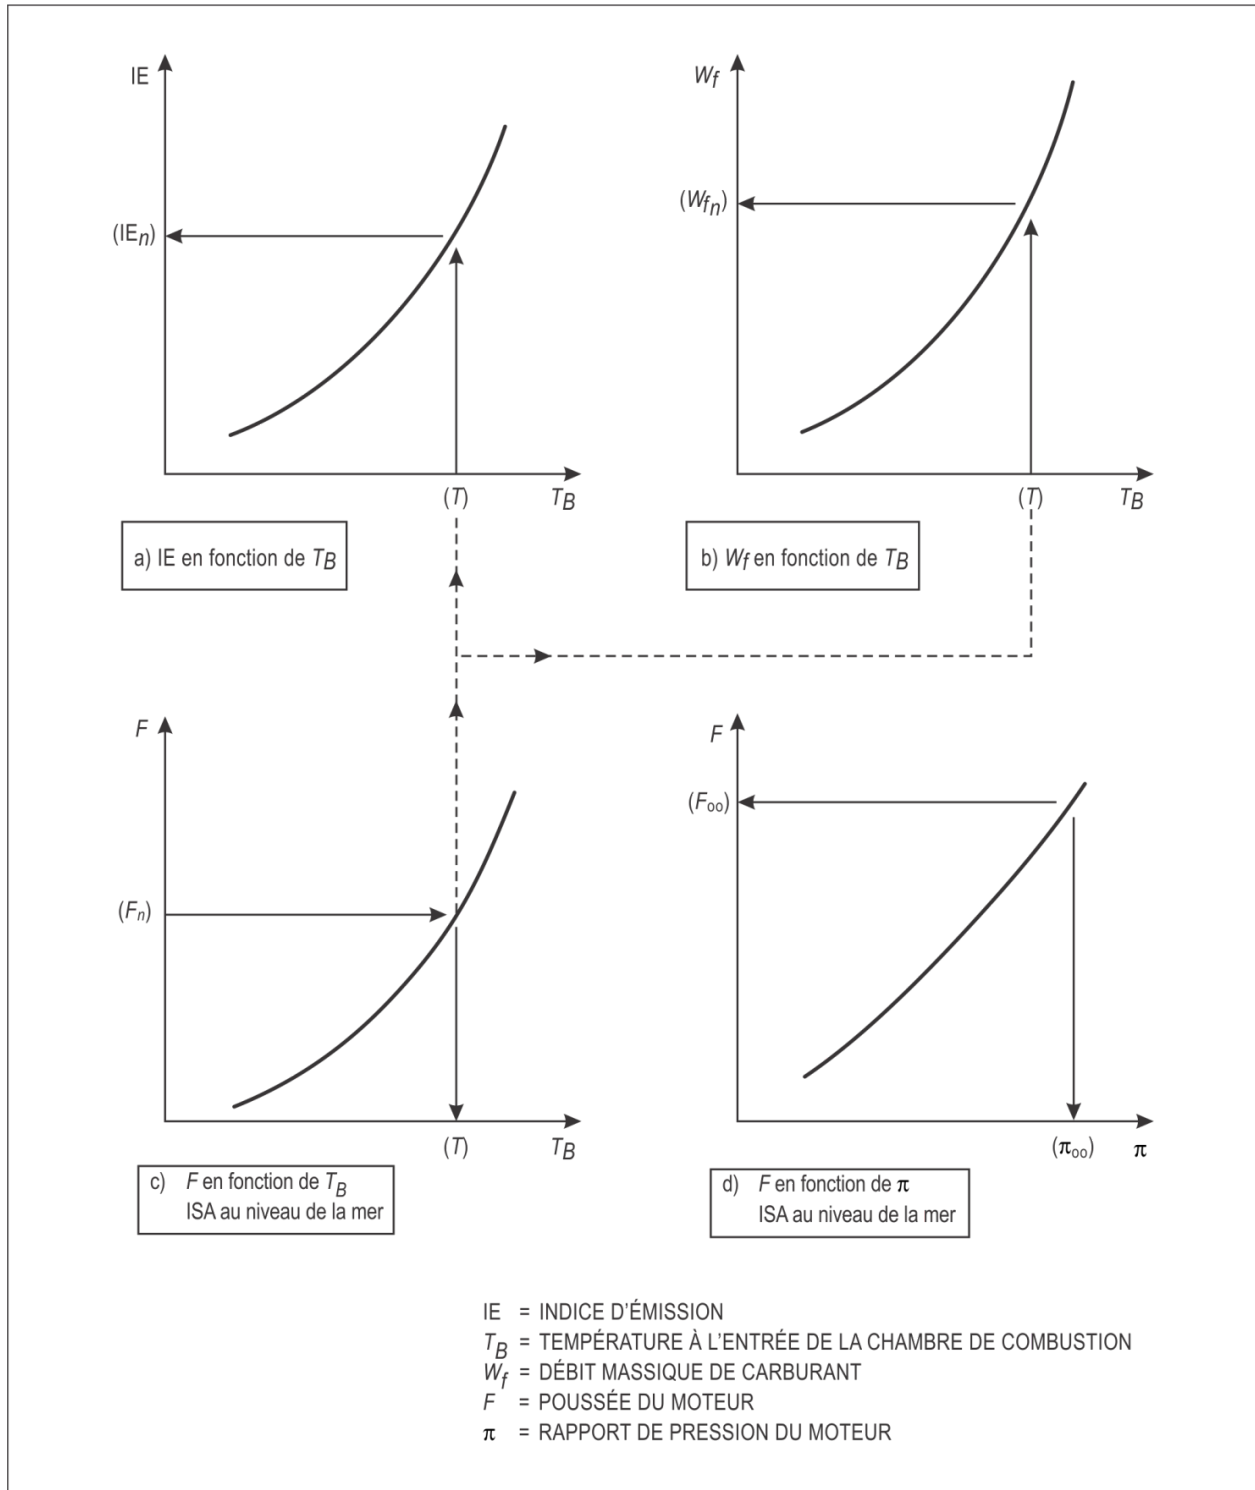 IE
(IEn)
(T)
TB
a) IE en fonction de TB
Wf
(Wfn)
(T)
TB
b) Wf en fonction de TB
F
(Fn)
(T)
TB
c) F en fonction de TB
ISA au niveau de la mer
F
(Foo)
(πoo)
π
d) F en fonction de π
ISA au niveau de la mer
IE = INDICE D'ÉMISSION
TB = TEMPÉRATURE À L'ENTRÉE DE LA CHAMBRE DE COMBUSTION
Wf = DÉBIT MASSIQUE DE CARBURANT
F = POUSSÉE DU MOTEUR
π = RAPPORT DE PRESSION DU MOTEUR